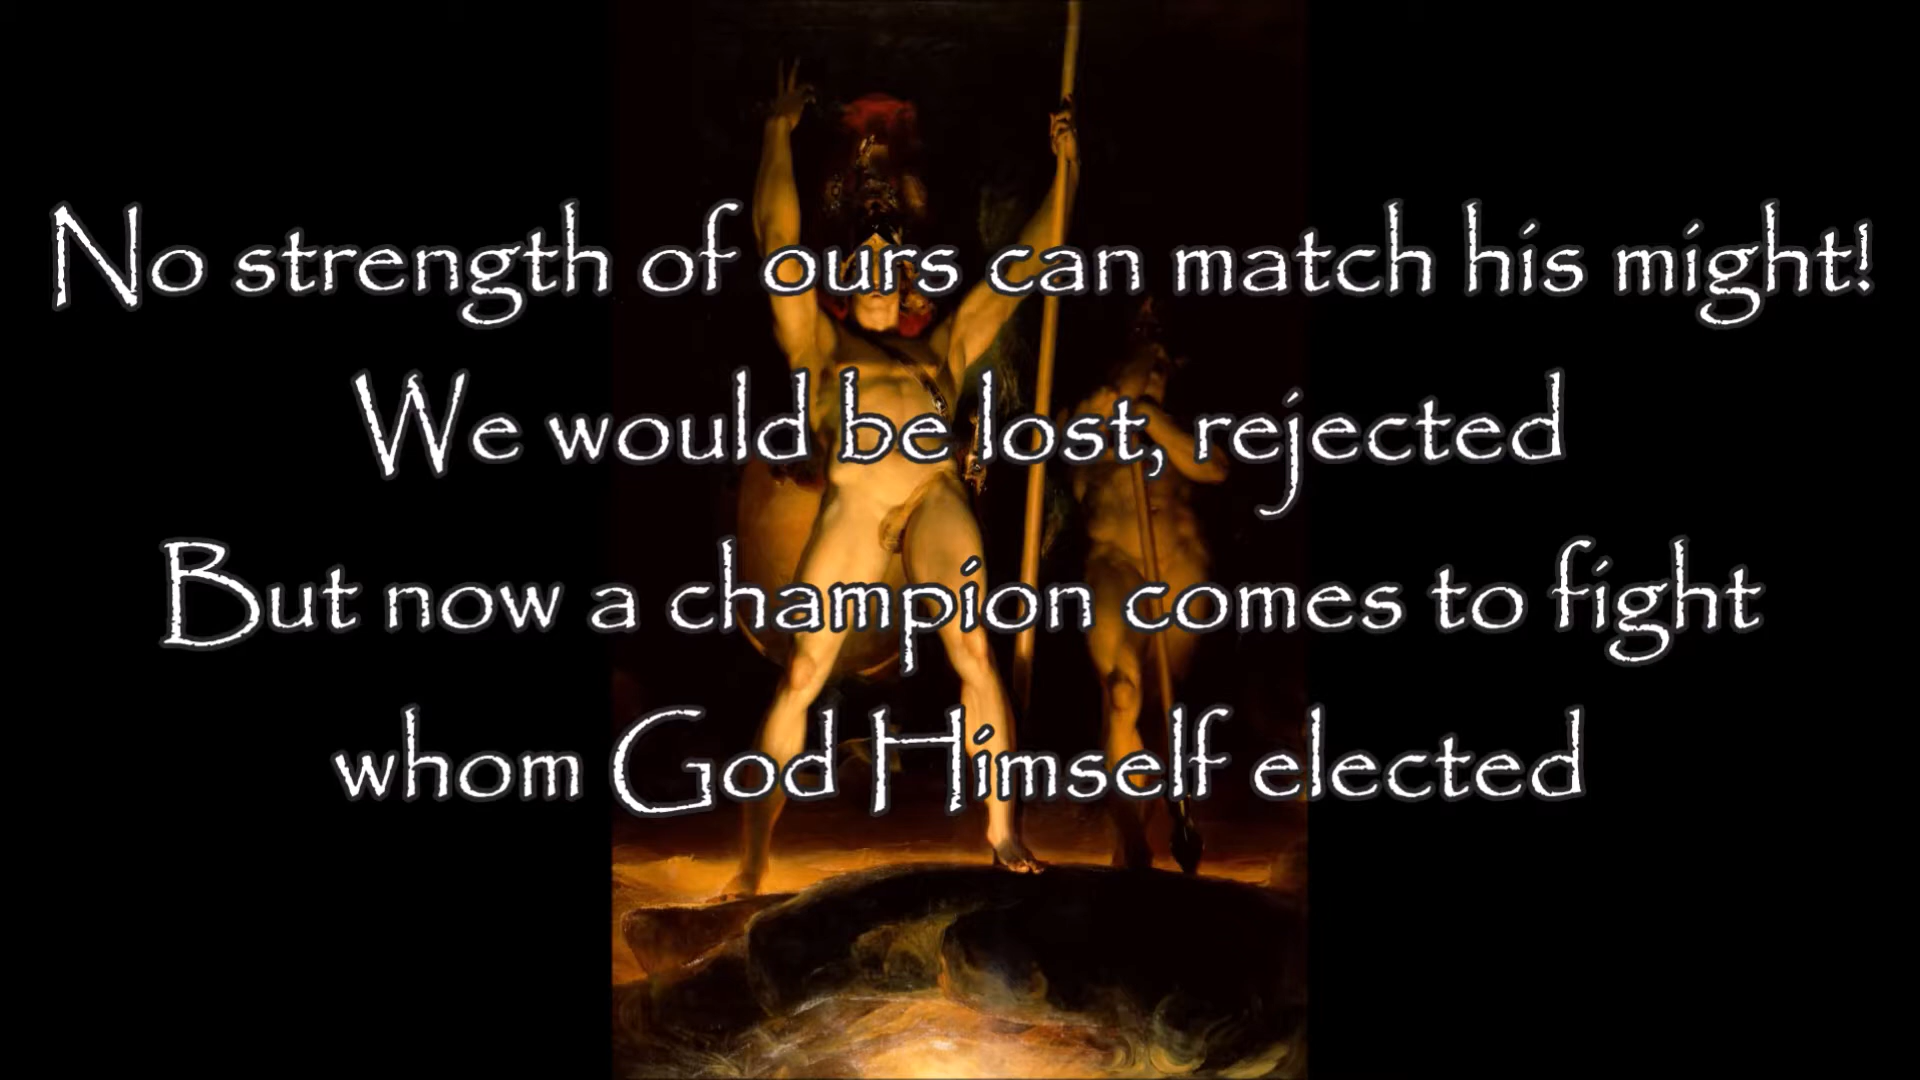 No strength of ours can match his might!
We would be lost, rejected
But now a champion comes to fight
whom God Himself elected